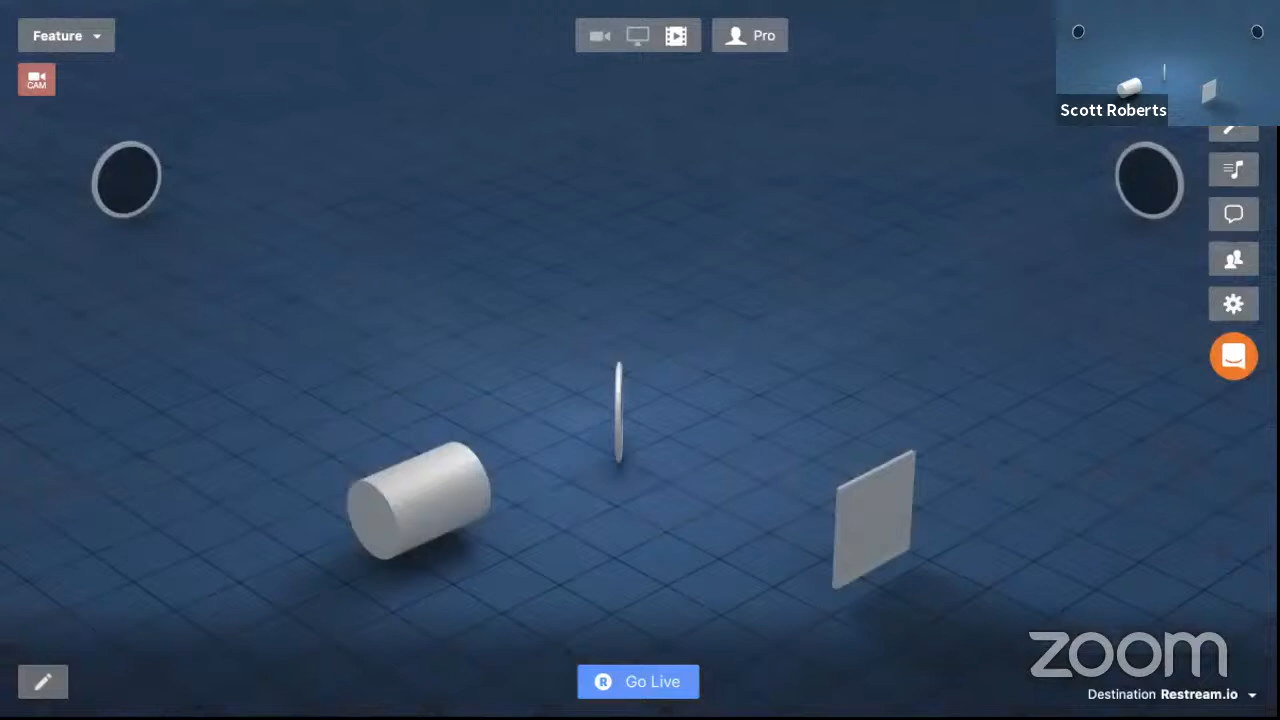 Feature
Pro
CAM
Scott Roberts
R Go Live
zoom
Destination Restream.io